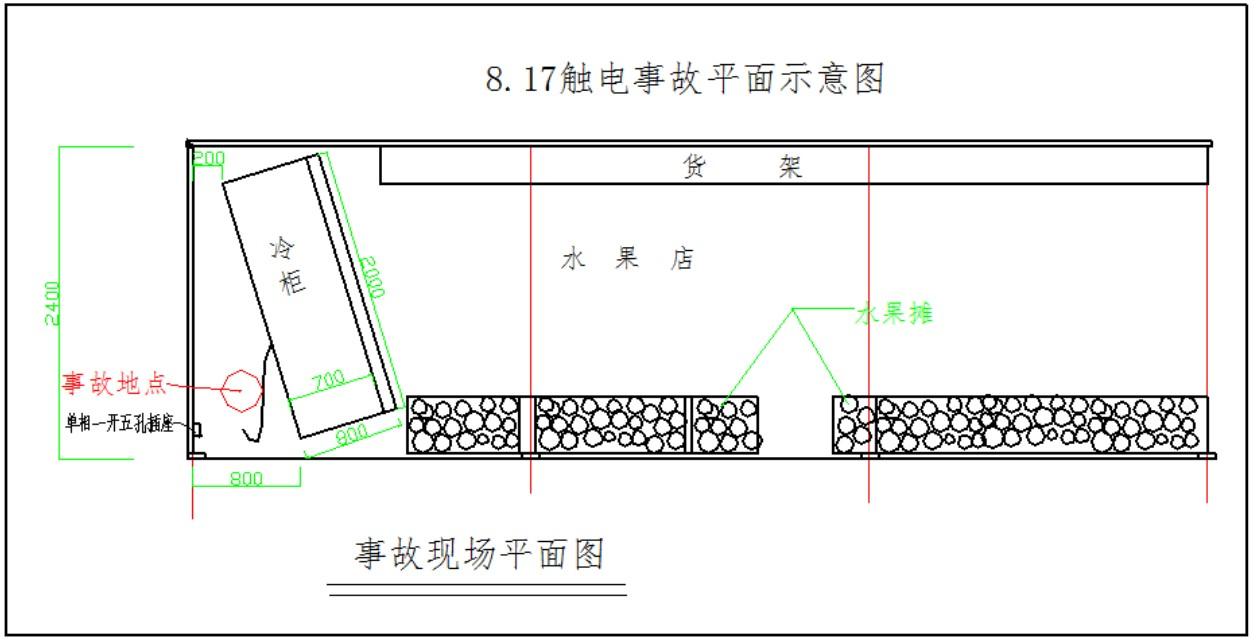 8.17触电事故平面示意图
200
货架
冷柜
水果店
2000
2400
水果摊
事故地点
700
单相一开五孔插座
800
800
事故现场平面图